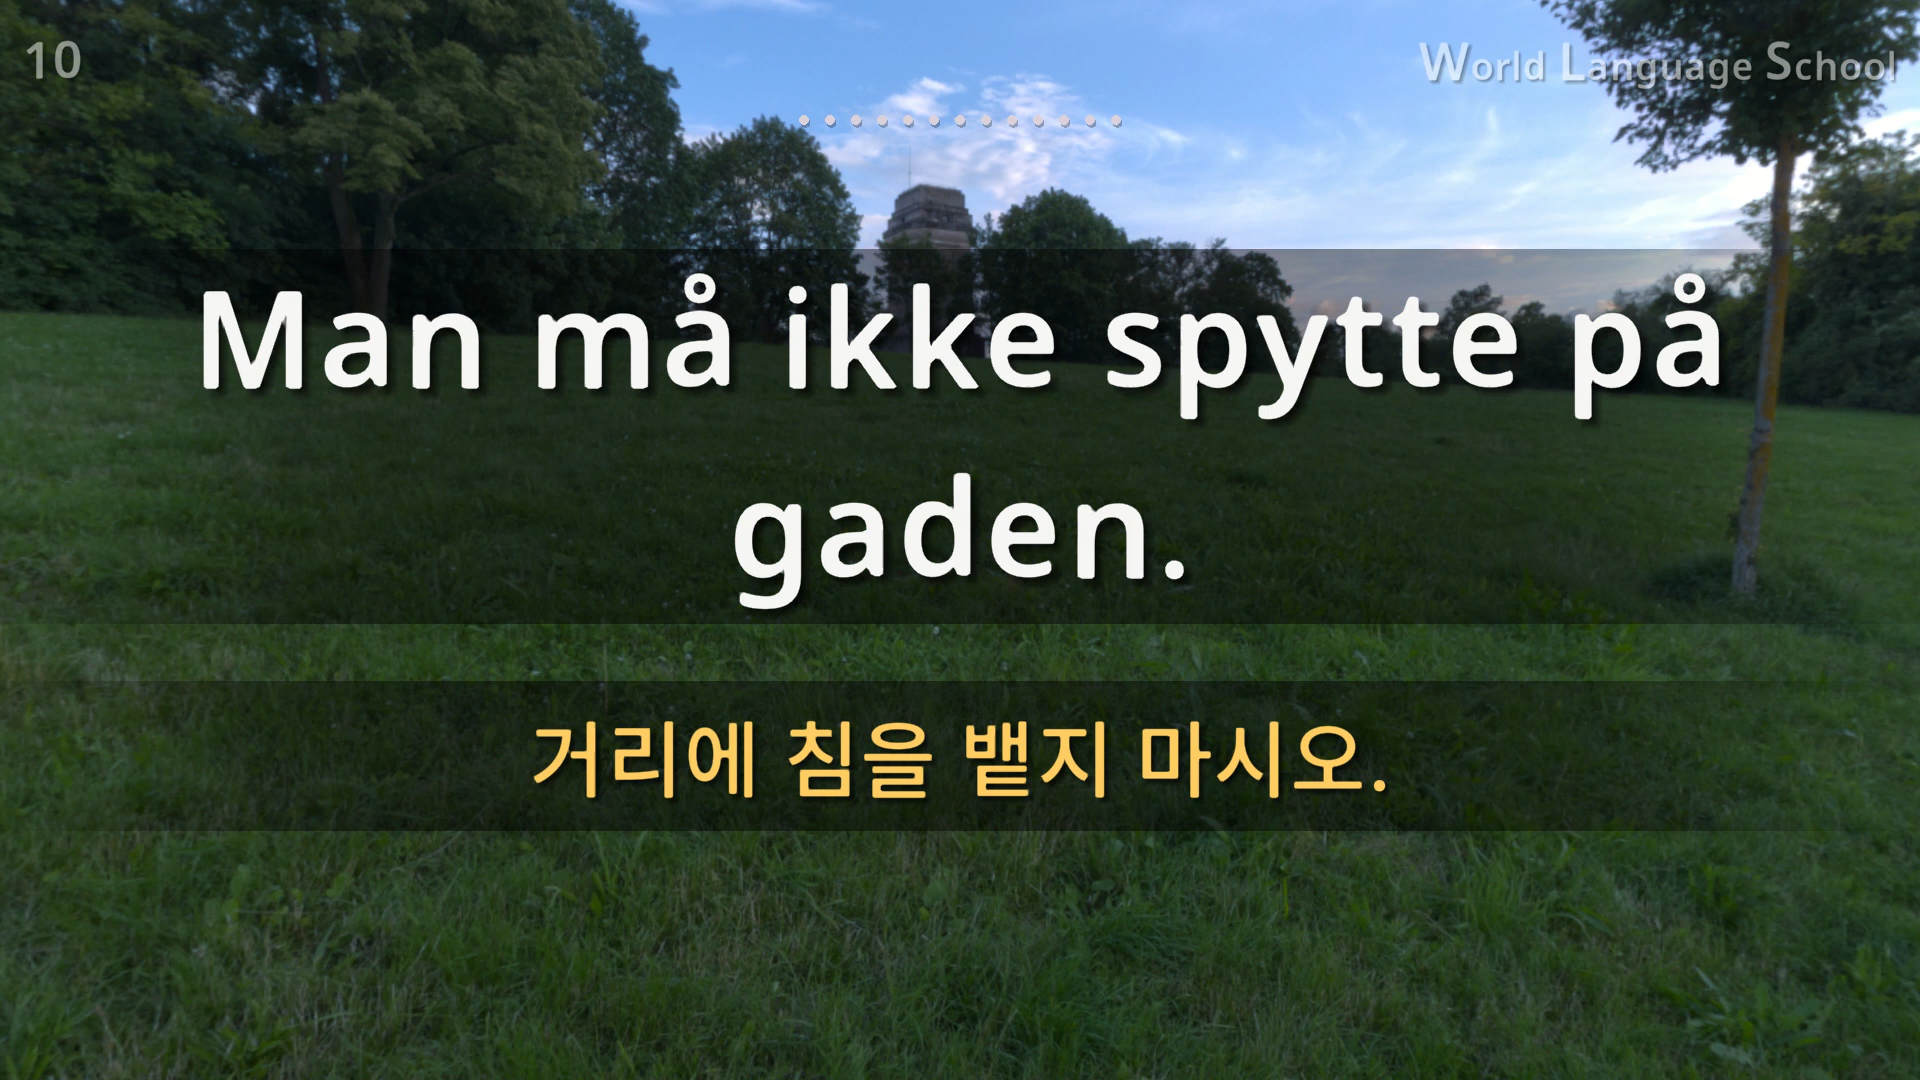 10
World Language School
Man må ikke spytte på
gaden.
거리에 침을 뱉지 마시오.